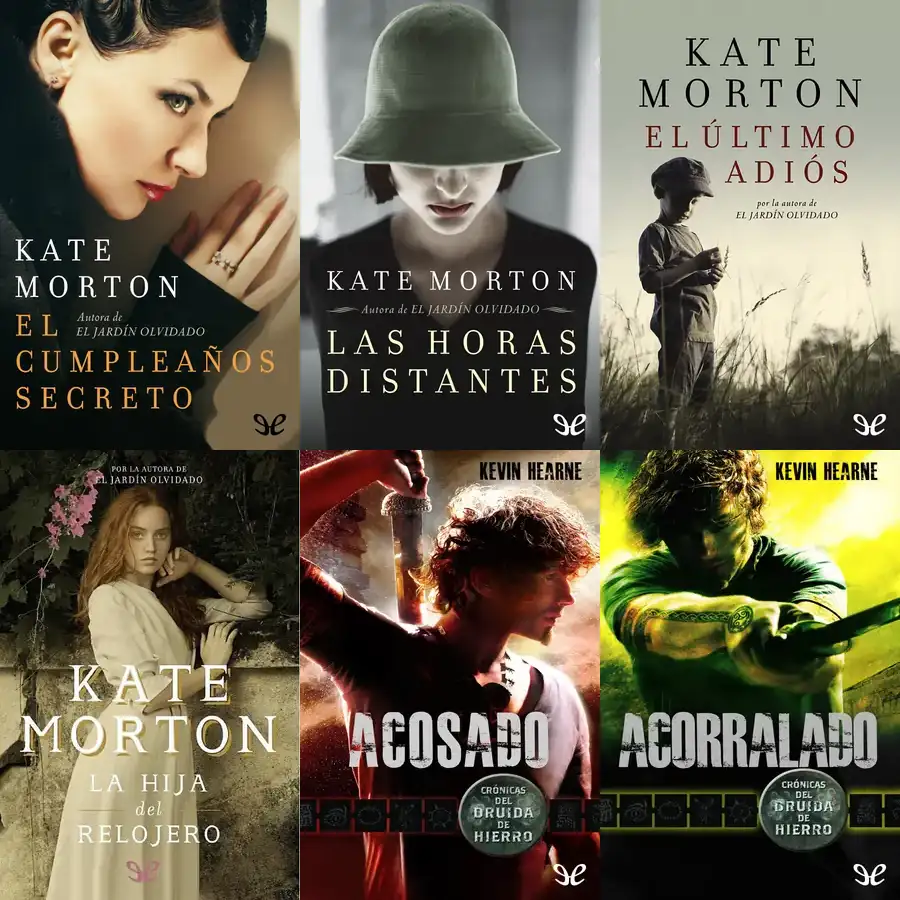 KATE
MORTON
Autora de
EL JARDÍN OLVIDADO
EL
CUMPLEAÑOS
SECRETO
KATE MORTON
Autora de EL JARDÍN OLVIDADO
LAS HORAS
DISTANTES
KATE
MORTON
EL ÚLTIMO
ADIÓS
por la autora de
EL JARDÍN OLVIDADO
POR LA AUTORA DE
EL JARDÍN OLVIDADO
KATE
MORTON
LA HIJA
del
RELOJERO
KEVIN HEARNE
ACOSADO
CRÓNICAS
DEL
DRUIDA
DE
HIERRO
KEVIN HEARNE
ACORRALADO
CRÓNICAS
DEL
DRUIDA
DE
HIERRO